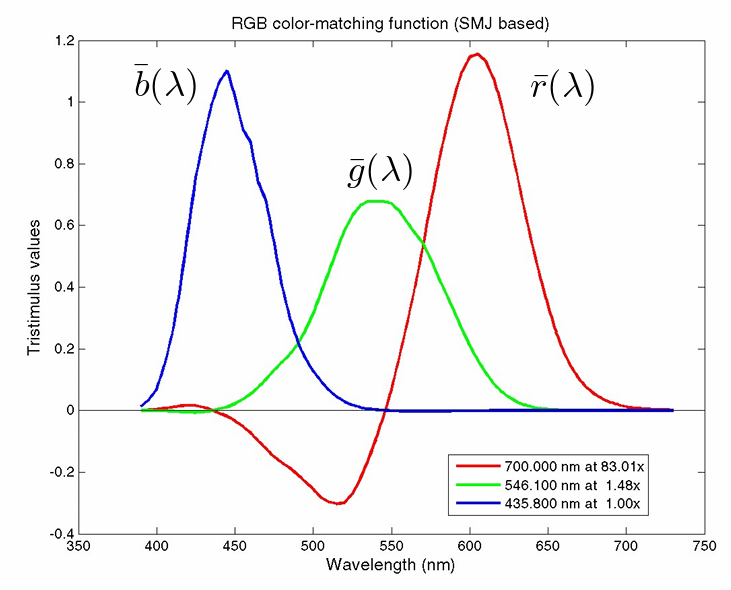 RGB color-matching function (SMJ based)
1.2
1
0.8
0.6
0.4
0.2
0
-0.2
-0.4
Tristimulus values
b̄(λ)
ḡ(λ)
r̄(λ)
700.000 nm at 83.01x
546.100 nm at 1.48x
435.800 nm at 1.00x
350 400 450 500 550 600 650 700 750
Wavelength (nm)